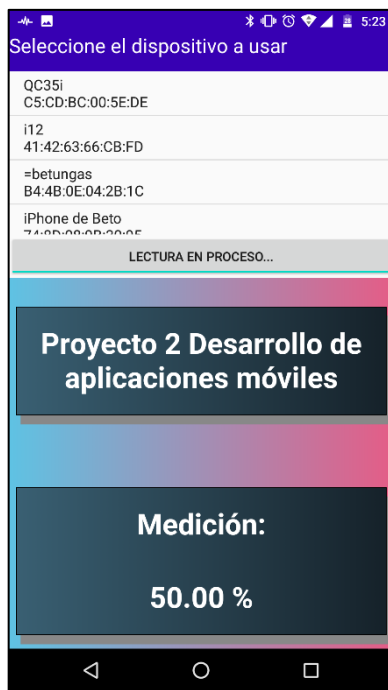 5:23
Seleccione el dispositivo a usar
QC35i
C5:CD:BC:00:5E:DE
i12
41:42:63:66:CB:FD
=betungas
B4:4B:0E:04:2B:1C
iPhone de Beto
LECTURA EN PROCESO...
Proyecto 2 Desarrollo de
aplicaciones móviles
Medición:
50.00 %